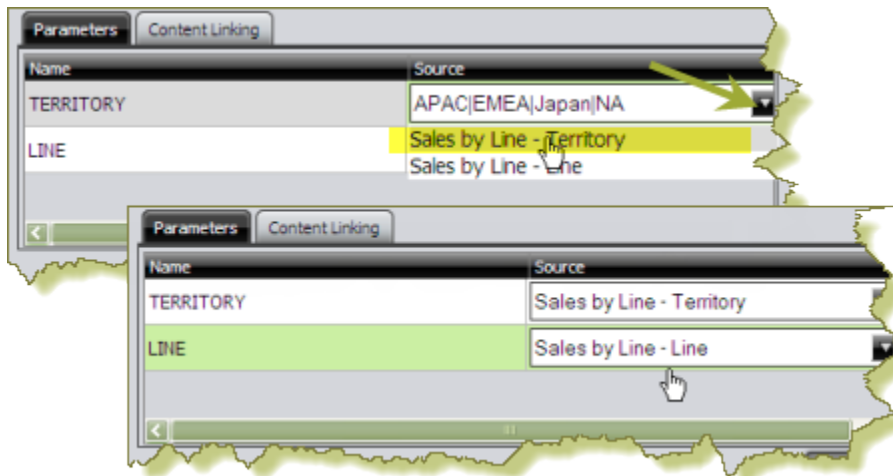 Parameters Content Linking
Name Source
TERRITORY APAC|EMEA|Japan|NA
Sales by Line - Territory
LINE
Sales by Line - Line
Parameters Content Linking
Name Source
TERRITORY Sales by Line - Territory
LINE Sales by Line - Line